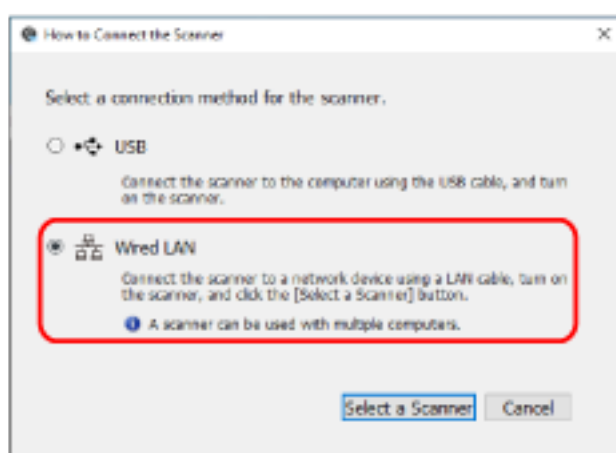 How to Connect the Scanner
Select a connection method for the scanner.
USB
Connect the scanner to the computer using the USB cable, and turn
on the scanner.
Wired LAN
Connect the scanner to a network device using a LAN cable, turn on
the scanner, and click the [Select a Scanner] button.
A scanner can be used with multiple computers.
Select a Scanner Cancel